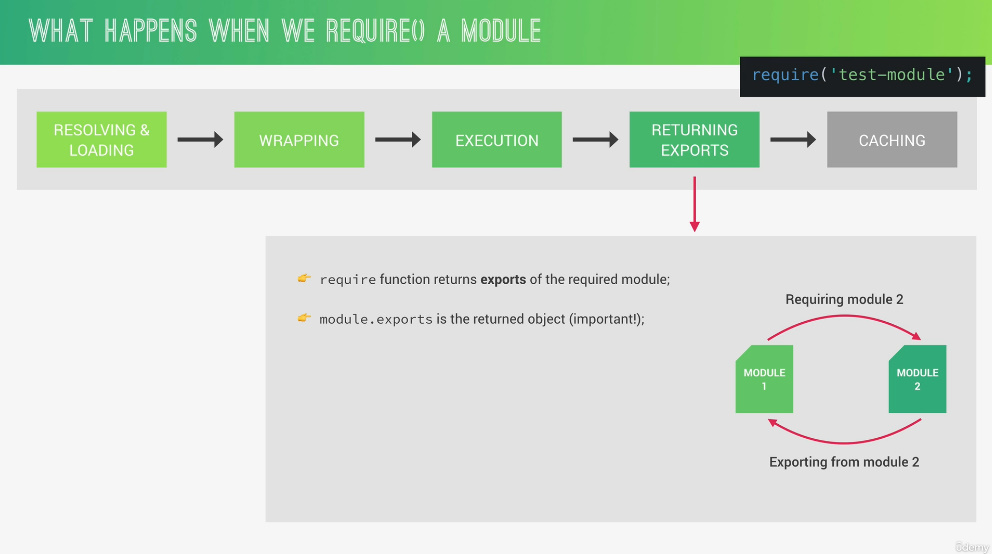 WHAT HAPPENS WHEN WE REQUIRE() A MODULE
require('test-module');
RESOLVING &
LOADING
WRAPPING
EXECUTION
RETURNING
EXPORTS
CACHING
👉 require function returns exports of the required module;
👉 module.exports is the returned object (important!);
Requiring module 2
MODULE
1
MODULE
2
Exporting from module 2
ûdemy